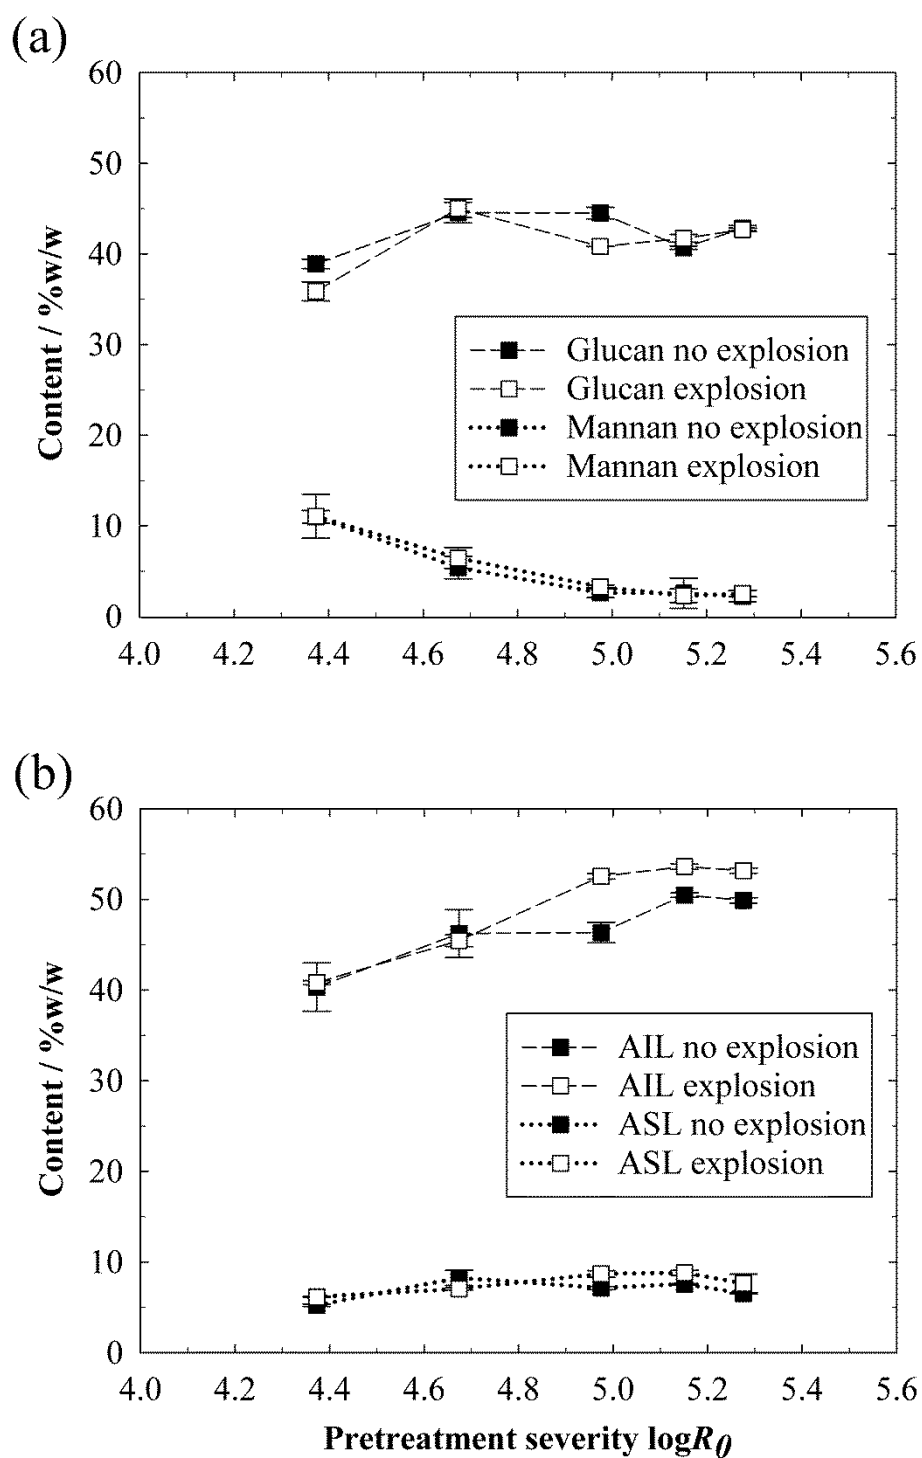 (a)
60
50
40
30
20
10
0
Content / %w/w
Glucan no explosion
Glucan explosion
Mannan no explosion
Mannan explosion
4.0 4.2 4.4 4.6 4.8 5.0 5.2 5.4 5.6
(b)
60
50
40
30
20
10
0
Content / %w/w
AIL no explosion
AIL explosion
ASL no explosion
ASL explosion
4.0 4.2 4.4 4.6 4.8 5.0 5.2 5.4 5.6
Pretreatment severity logR0